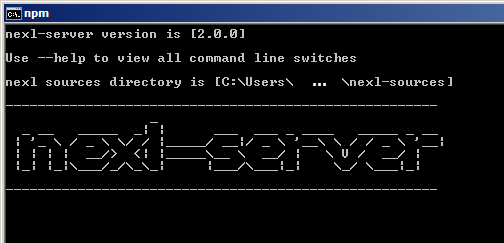 npm
nexl-server version is [2.0.0]
Use --help to view all command line switches
nexl sources directory is [C:\Users\ ... \nexl-sources]
nexl-server